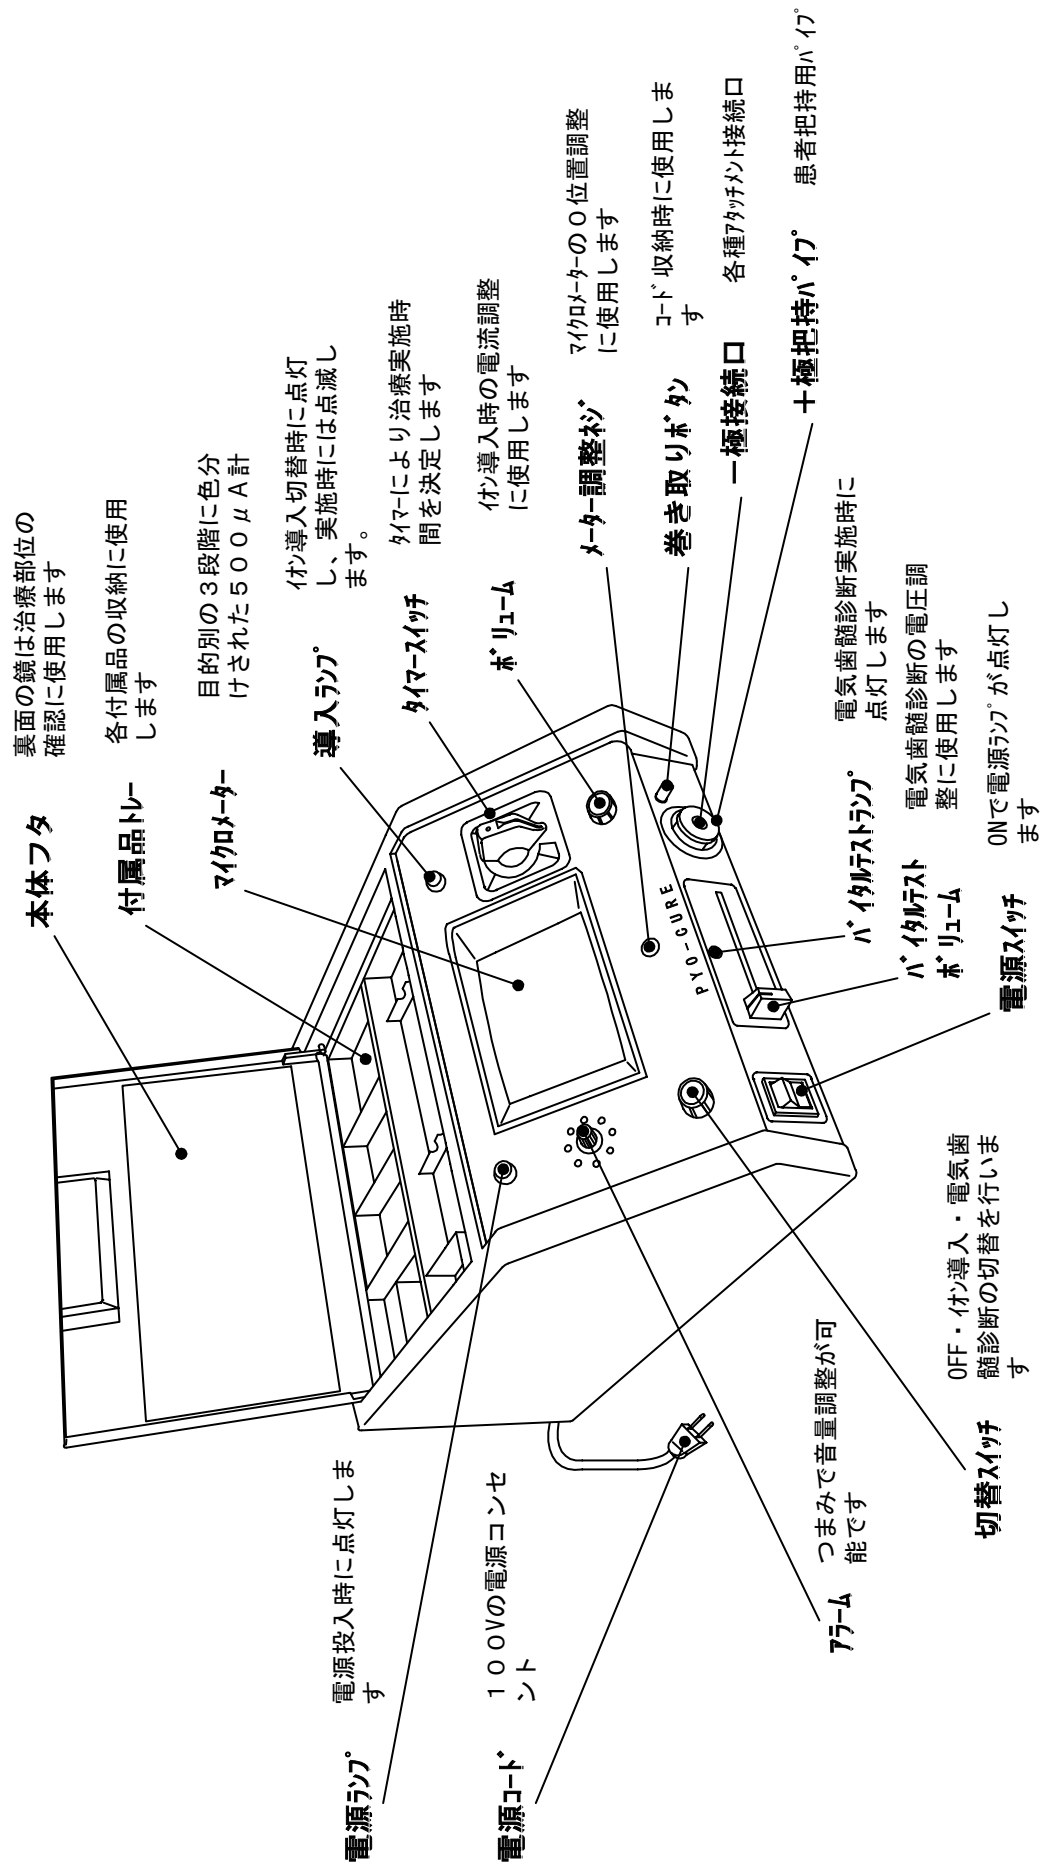 本体フタ
裏面の鏡は治療部位の
確認に使用します
付属品ﾄﾚｰ
各付属品の収納に使用
します
ﾏｲｸﾛﾒｰﾀｰ
目的別の３段階に色分
けされた５００μＡ計
導入ﾗﾝﾌﾟ
ｲｵﾝ導入切替時に点灯
し、実施時には点滅し
ます。
ﾀｲﾏｰｽｲｯﾁ
ﾀｲﾏｰにより治療実施時
間を決定します
ﾎﾞﾘｭｰﾑ
ｲｵﾝ導入時の電流調整
に使用します
ﾒｰﾀｰ調整ﾈｼﾞ
ﾏｲｸﾛﾒｰﾀｰの０位置調整
に使用します
巻き取りﾎﾞﾀﾝ
ｺｰﾄﾞ収納時に使用しま
す
－極接続口
各種ｱﾀｯﾁﾒﾝﾄ接続口
＋極把持ﾊﾟｲﾌﾟ
患者把持用ﾊﾟｲﾌﾟ
PYO-CURE
ﾊﾞｲﾀﾙﾃｽﾄﾗﾝﾌﾟ
電気歯髄診断実施時に
点灯します
ﾊﾞｲﾀﾙﾃｽﾄ
ﾎﾞﾘｭｰﾑ
電気歯髄診断の電圧調
整に使用します
電源ｽｲｯﾁ
ONで電源ﾗﾝﾌﾟが点灯し
ます
電源ﾗﾝﾌﾟ
電源投入時に点灯しま
す
電源ｺｰﾄﾞ
１００Vの電源コンセ
ント
ｱﾗｰﾑ
つまみで音量調整が可
能です
切替ｽｲｯﾁ
OFF・ｲｵﾝ導入・電気歯
髄診断の切替を行いま
す